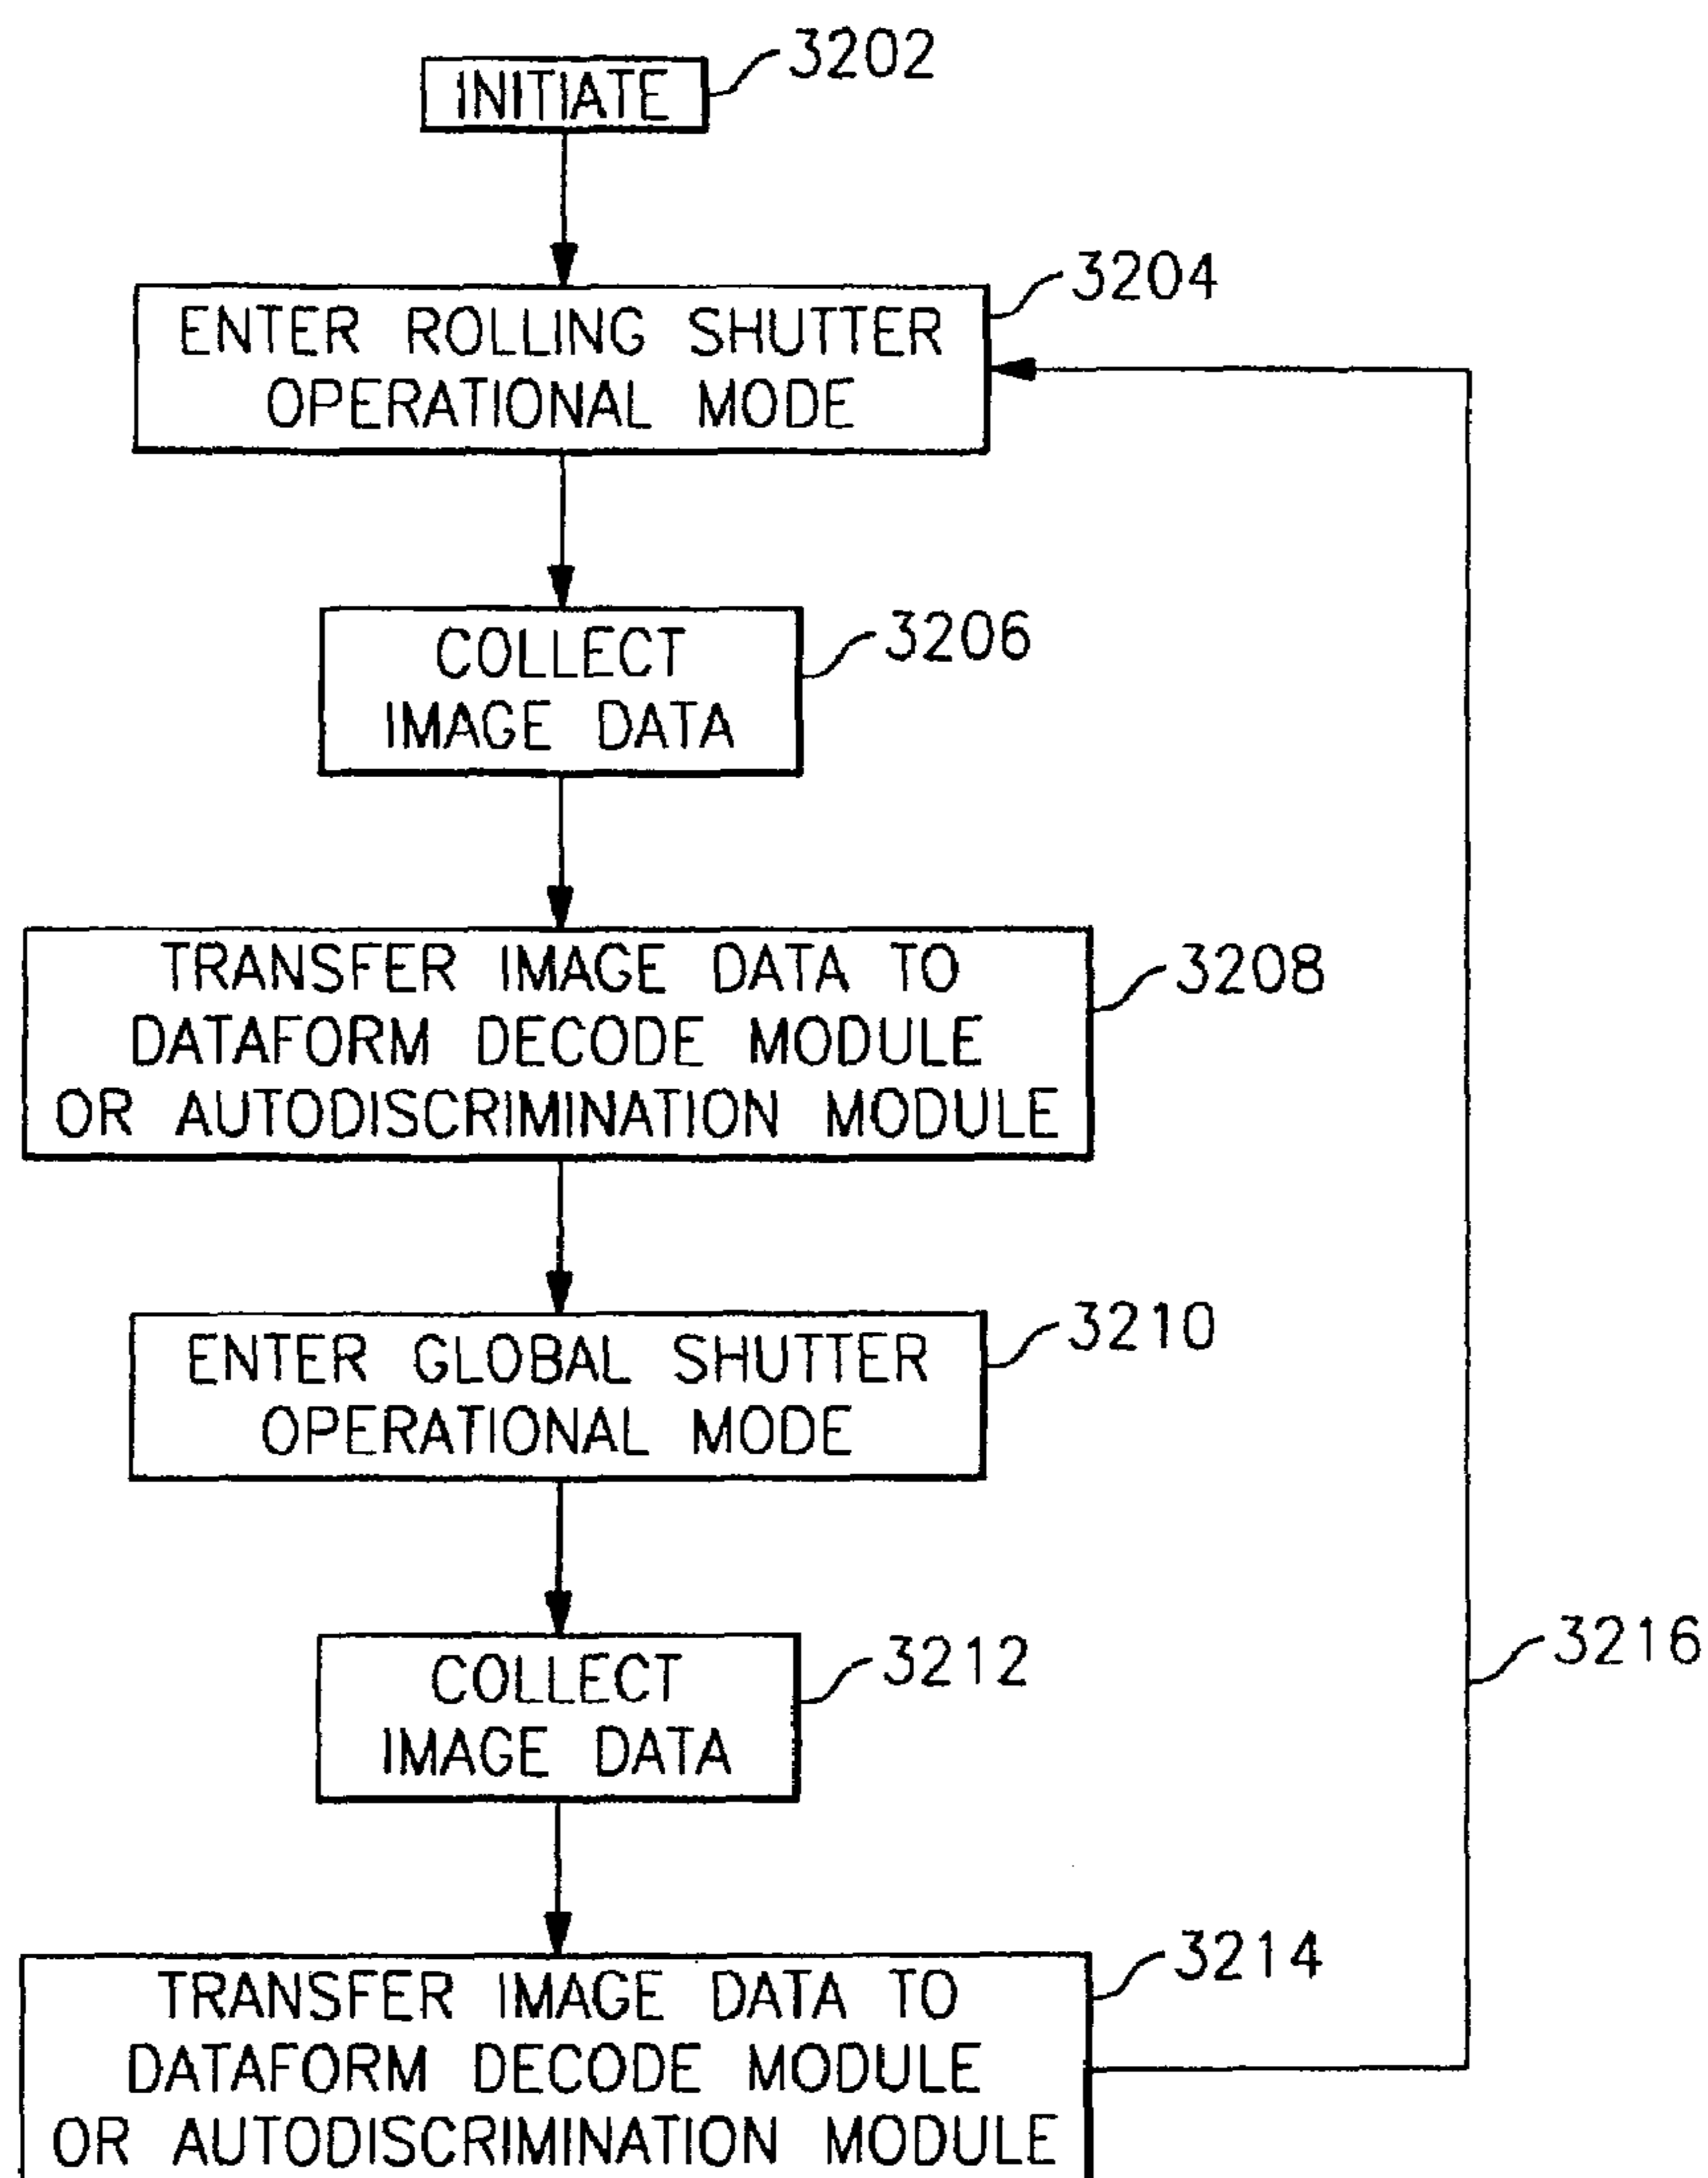 INITIATE
3202
ENTER ROLLING SHUTTER
OPERATIONAL MODE
3204
COLLECT
IMAGE DATA
3206
TRANSFER IMAGE DATA TO
DATAFORM DECODE MODULE
OR AUTODISCRIMINATION MODULE
3208
ENTER GLOBAL SHUTTER
OPERATIONAL MODE
3210
COLLECT
IMAGE DATA
3212
3216
TRANSFER IMAGE DATA TO
DATAFORM DECODE MODULE
OR AUTODISCRIMINATION MODULE
3214